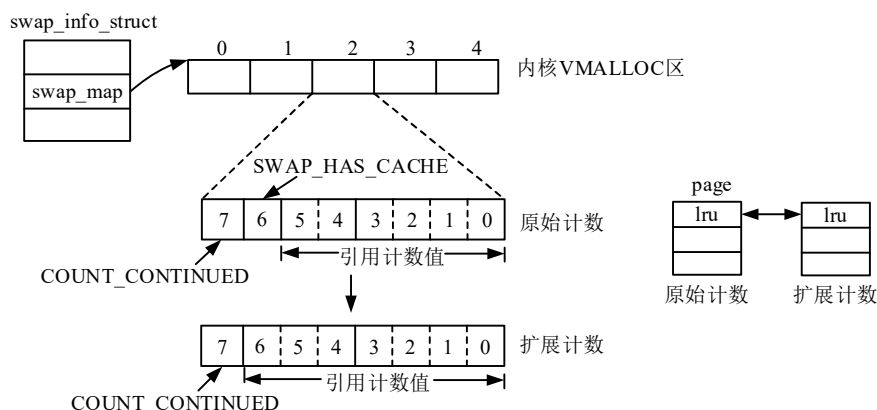 swap_info_struct
swap_map
0 1 2 3 4
内核VMALLOC区
SWAP_HAS_CACHE
7 6 5 4 3 2 1 0
原始计数
COUNT_CONTINUED
引用计数值
7 6 5 4 3 2 1 0
扩展计数
COUNT_CONTINUED
引用计数值
page
lru lru
原始计数 扩展计数